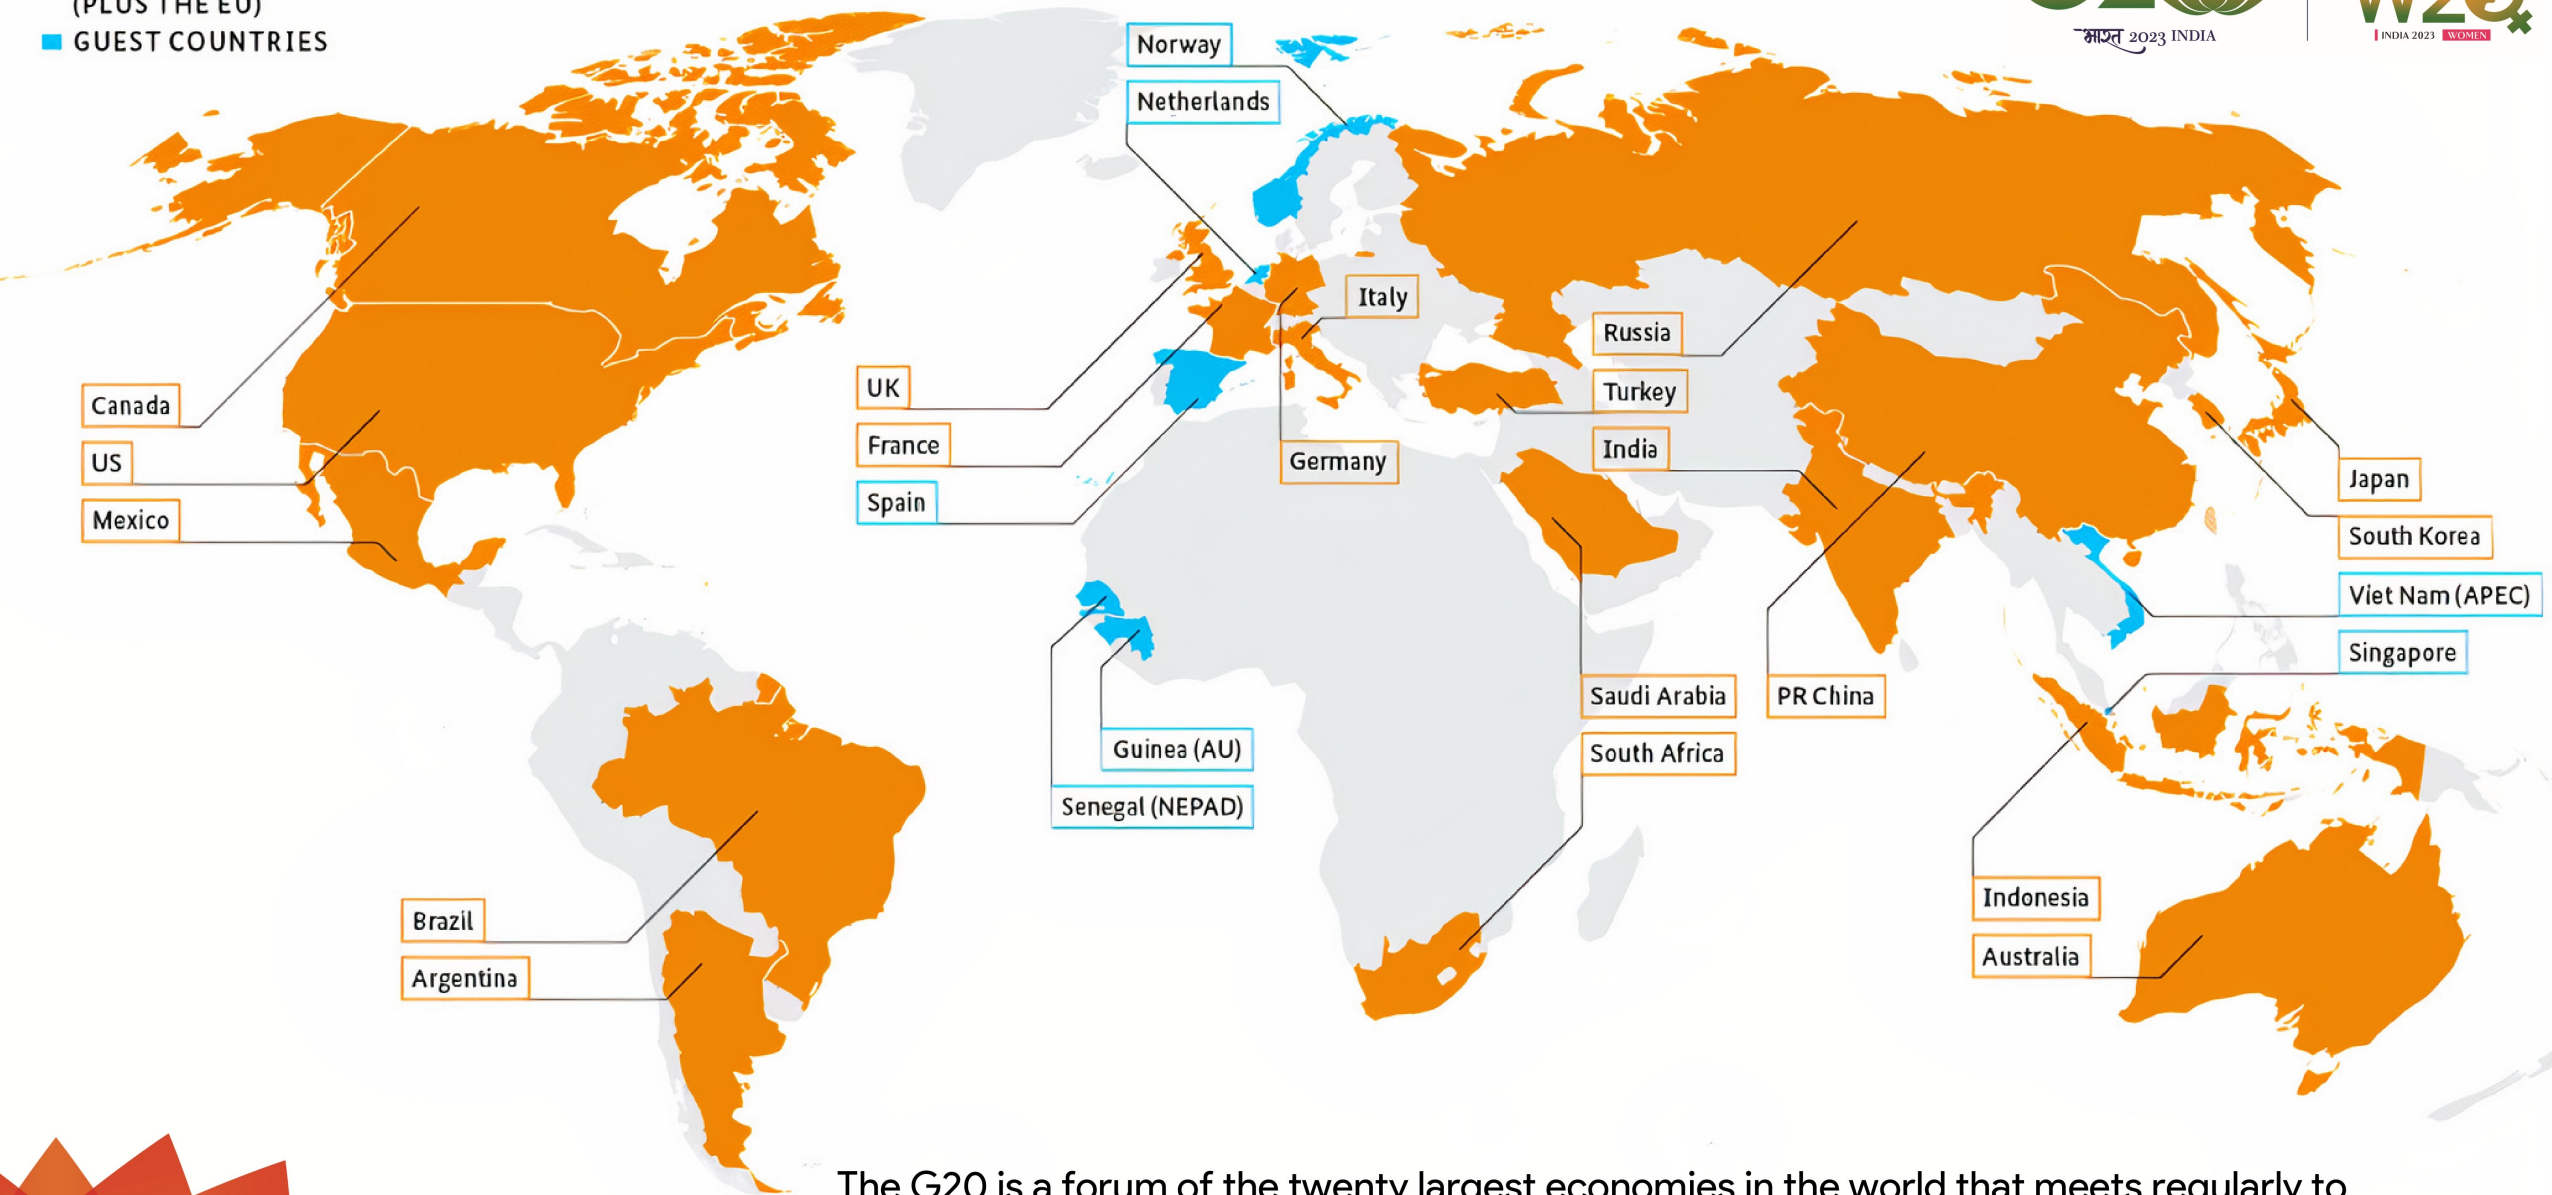 (PLUS THE EU)
GUEST COUNTRIES
भारत 2023 INDIA
W20
INDIA 2023 WOMEN
Norway
Netherlands
Italy
Russia
UK
Turkey
Canada
France
India
US
Germany
Japan
Spain
Mexico
South Korea
Viet Nam (APEC)
Singapore
Saudi Arabia
PR China
Guinea (AU)
South Africa
Senegal (NEPAD)
Indonesia
Brazil
Australia
Argentina
The G20 is a forum of the twenty largest economies in the world that meets regularly to